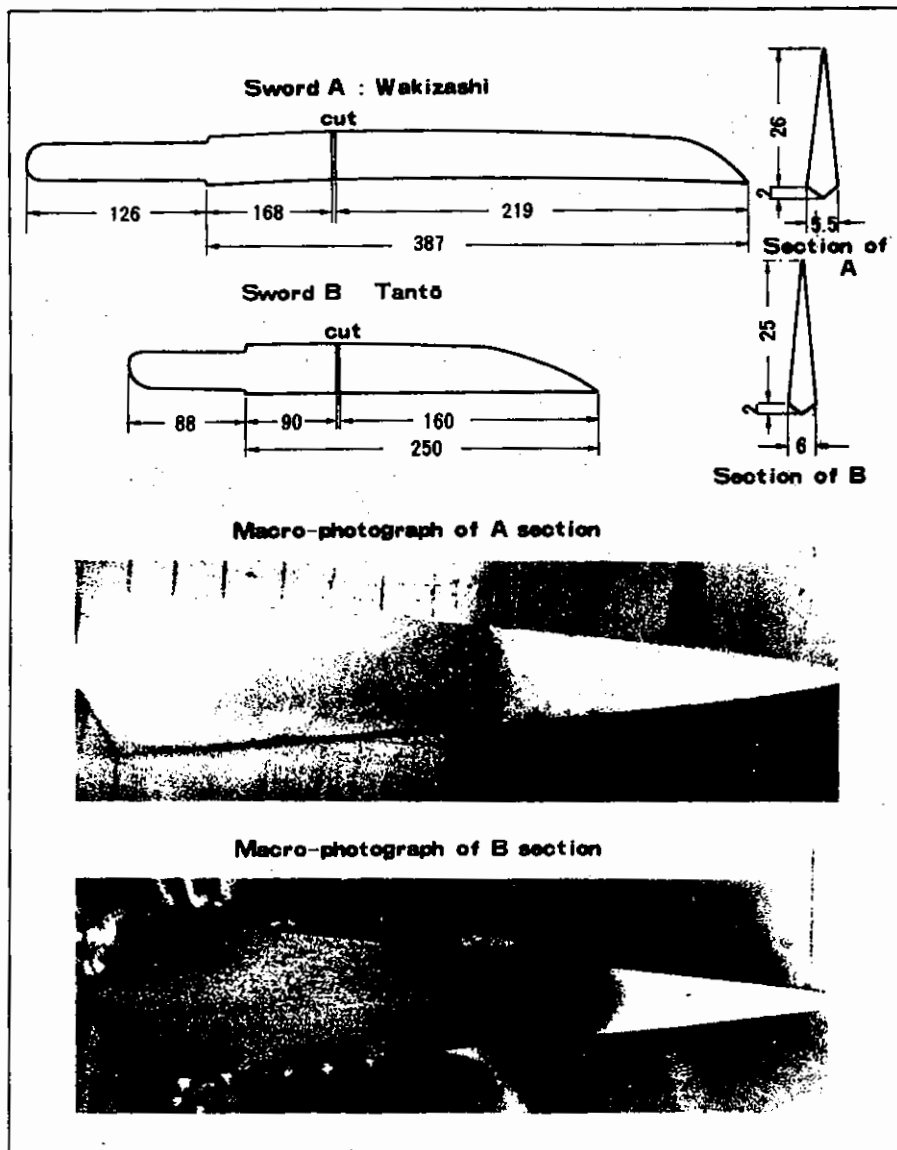 Sword A : Wakizashi
cut
126
168
219
387
26
2
5.5
Section of
A
Sword B Tantō
cut
88
90
160
250
25
2
6
Section of B
Macro-photograph of A section
Macro-photograph of B section